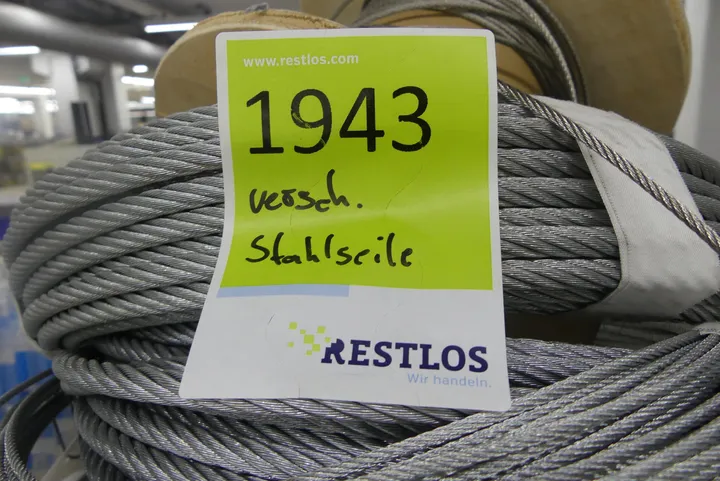 www.restlos.com
1943
versch.
Stahlseile
RESTLOS
Wir handeln.